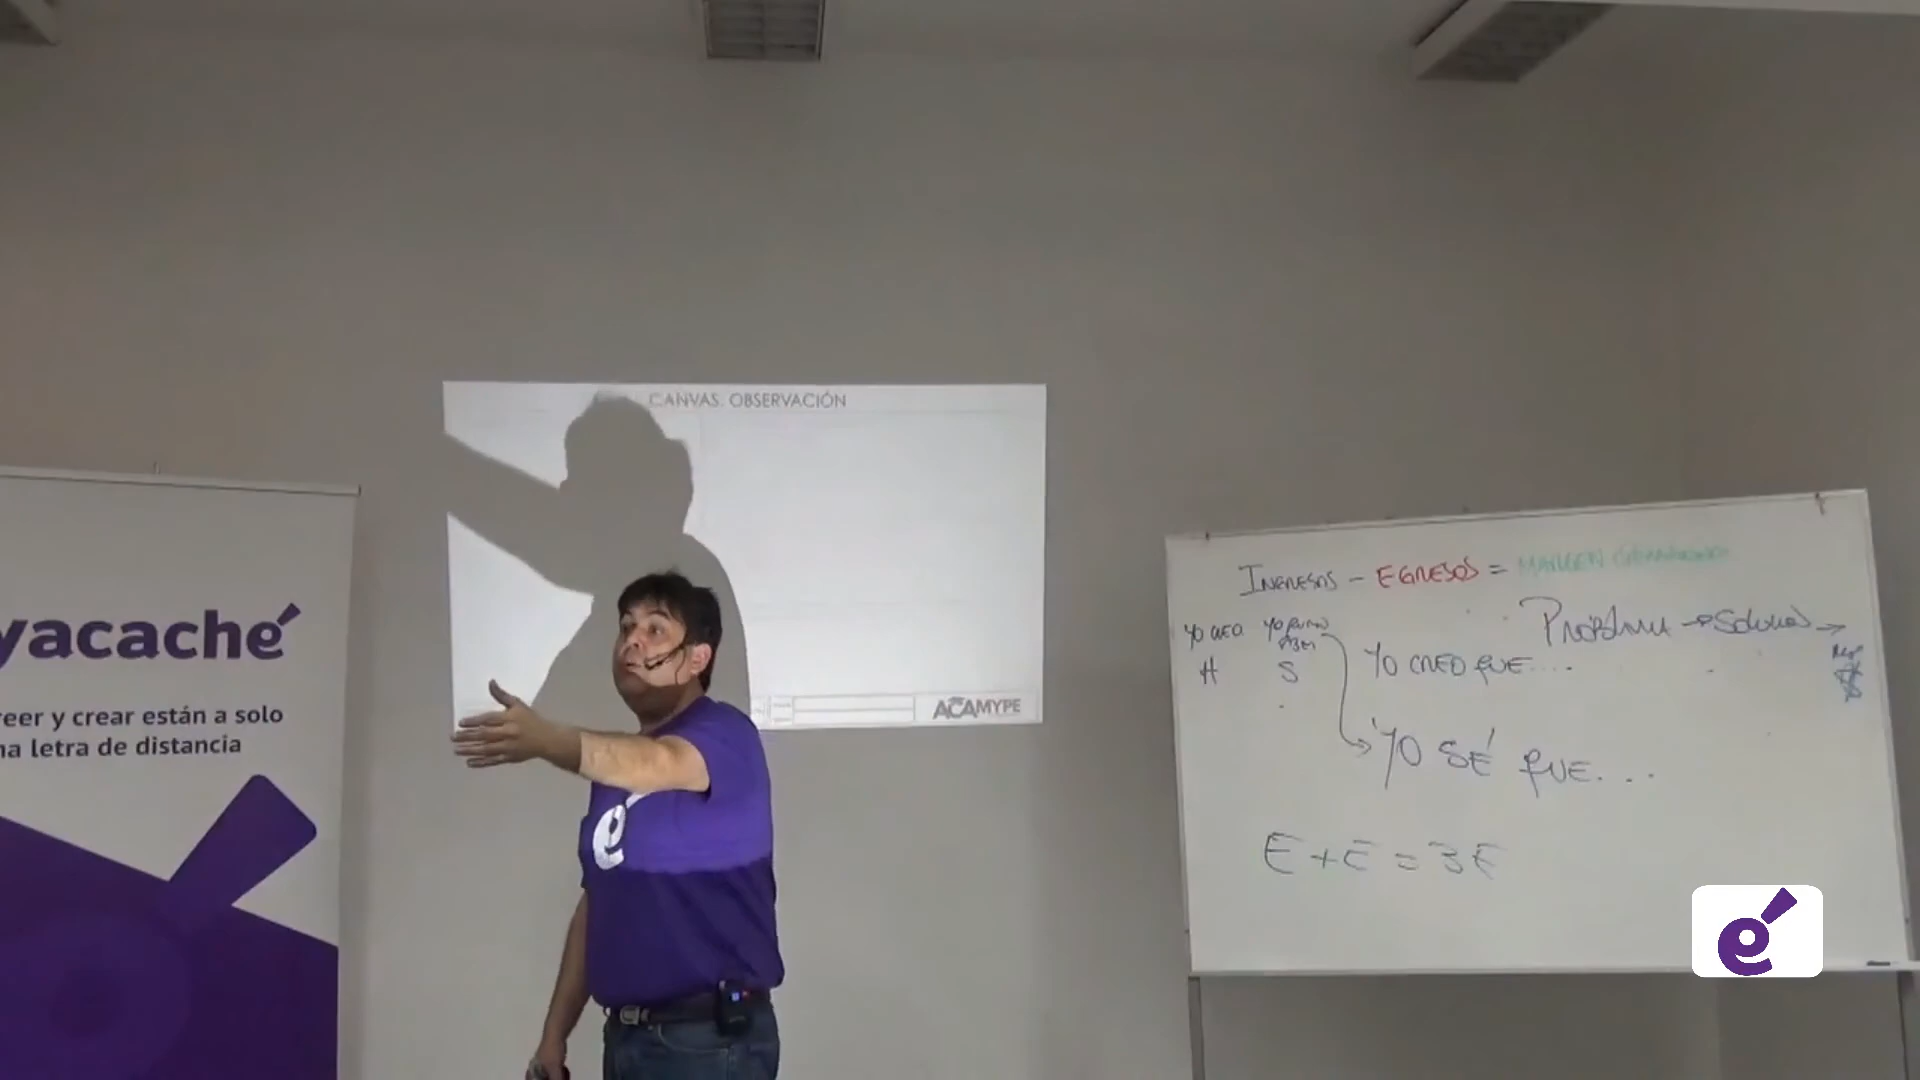 CANVAS. OBSERVACIÓN
ACAMYPE
yacaché
reer y crear están a solo
na letra de distancia
é
INGRESOS - EGRESOS = MARGEN
PROBLEMA → SOLUCIÓN →
YO CREO
H S
YO CREO QUE....
YO SÉ QUE...
E + E = 3E
é